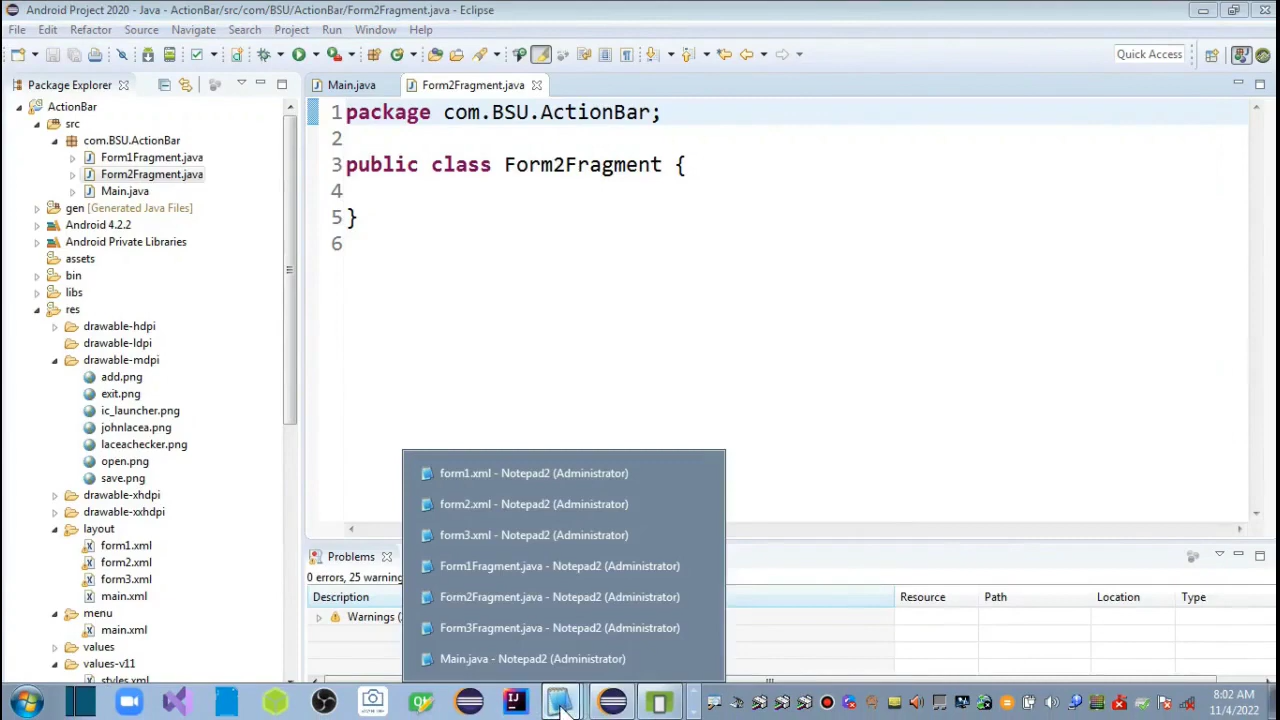 Android Project 2020 - Java - ActionBar/src/com/BSU/ActionBar/Form2Fragment.java - Eclipse
File Edit Refactor Source Navigate Search Project Run Window Help
Quick Access
Package Explorer
Main.java
Form2Fragment.java
ActionBar
src
com.BSU.ActionBar
Form1Fragment.java
Form2Fragment.java
Main.java
gen [Generated Java Files]
Android 4.2.2
Android Private Libraries
assets
bin
libs
res
drawable-hdpi
drawable-ldpi
drawable-mdpi
add.png
exit.png
ic_launcher.png
johnlacea.png
laceachecker.png
open.png
save.png
drawable-xhdpi
drawable-xxhdpi
layout
form1.xml
form2.xml
form3.xml
main.xml
menu
main.xml
values
values-v11
styles.xml
1 package com.BSU.ActionBar;
2
3 public class Form2Fragment {
4
5 }
6
form1.xml - Notepad2 (Administrator)
form2.xml - Notepad2 (Administrator)
form3.xml - Notepad2 (Administrator)
Form1Fragment.java - Notepad2 (Administrator)
Form2Fragment.java - Notepad2 (Administrator)
Form3Fragment.java - Notepad2 (Administrator)
Main.java - Notepad2 (Administrator)
Problems
0 errors, 25 warning
Description Resource Path Location Type
Warnings (
8:02 AM
11/4/2022